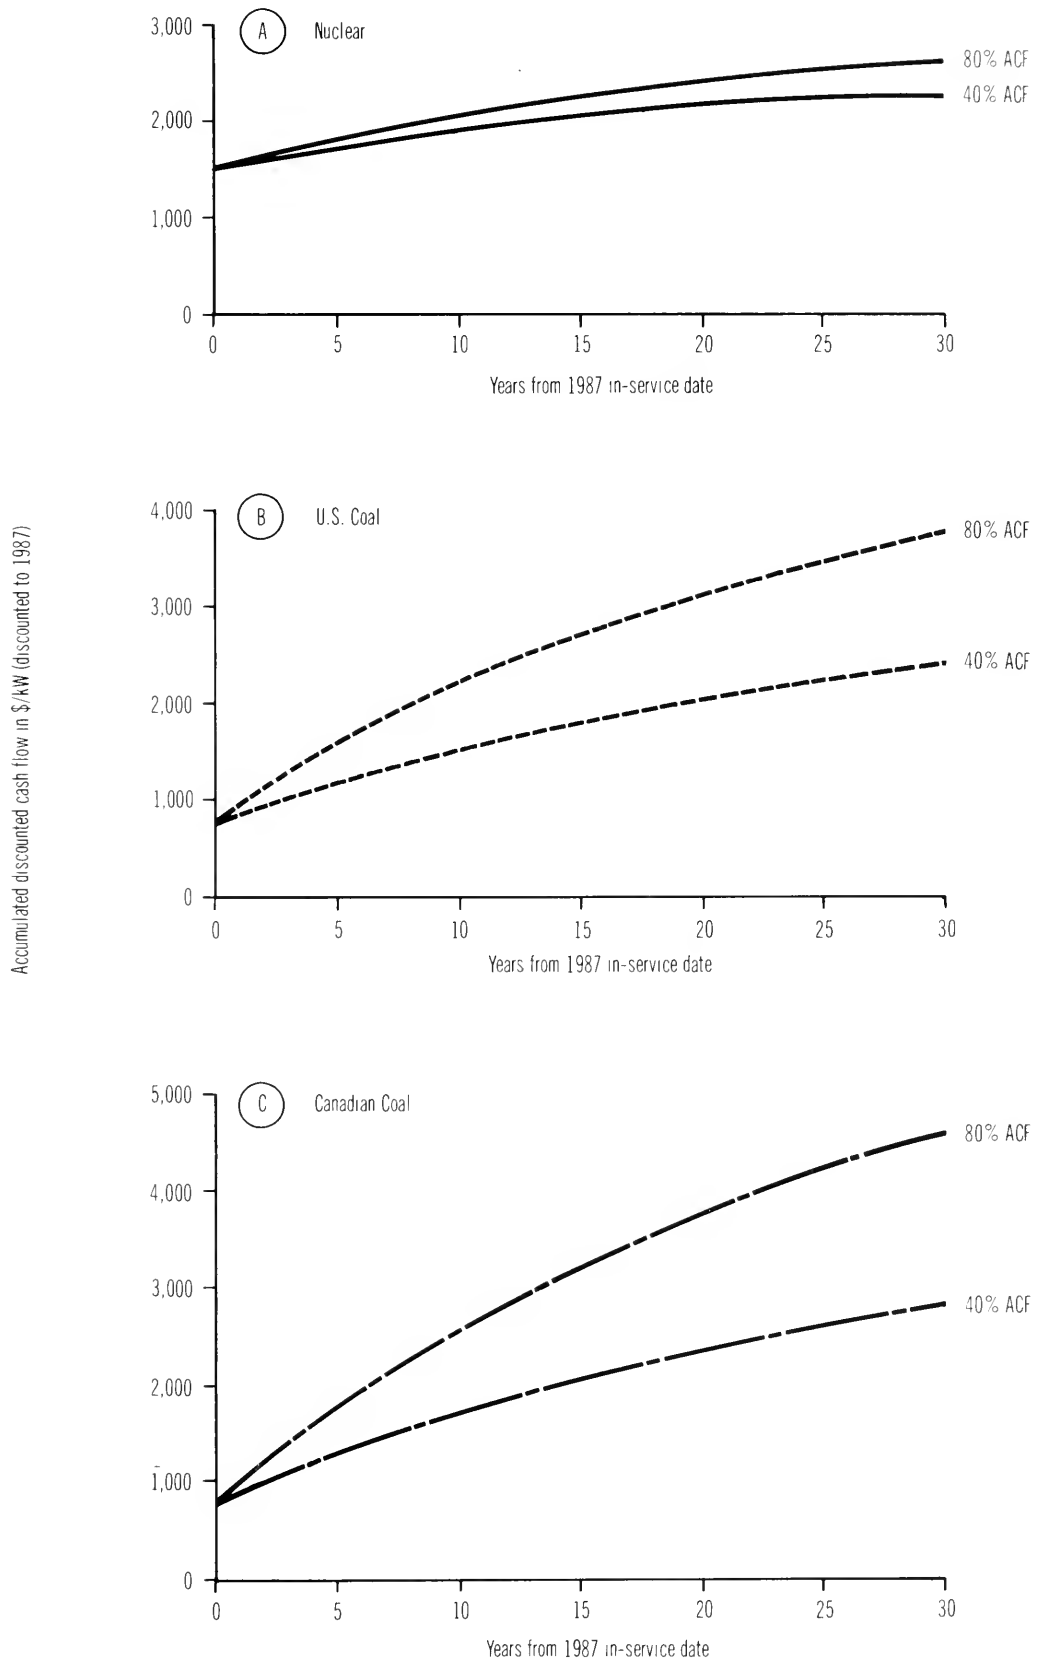 Accumulated discounted cash flow in $/kW (discounted to 1987)
A Nuclear
3,000
2,000
1,000
0
80% ACF
40% ACF
0 5 10 15 20 25 30
Years from 1987 in-service date
B U.S. Coal
4,000
3,000
2,000
1,000
0
80% ACF
40% ACF
0 5 10 15 20 25 30
Years from 1987 in-service date
C Canadian Coal
5,000
4,000
3,000
2,000
1,000
0
80% ACF
40% ACF
0 5 10 15 20 25 30
Years from 1987 in-service date